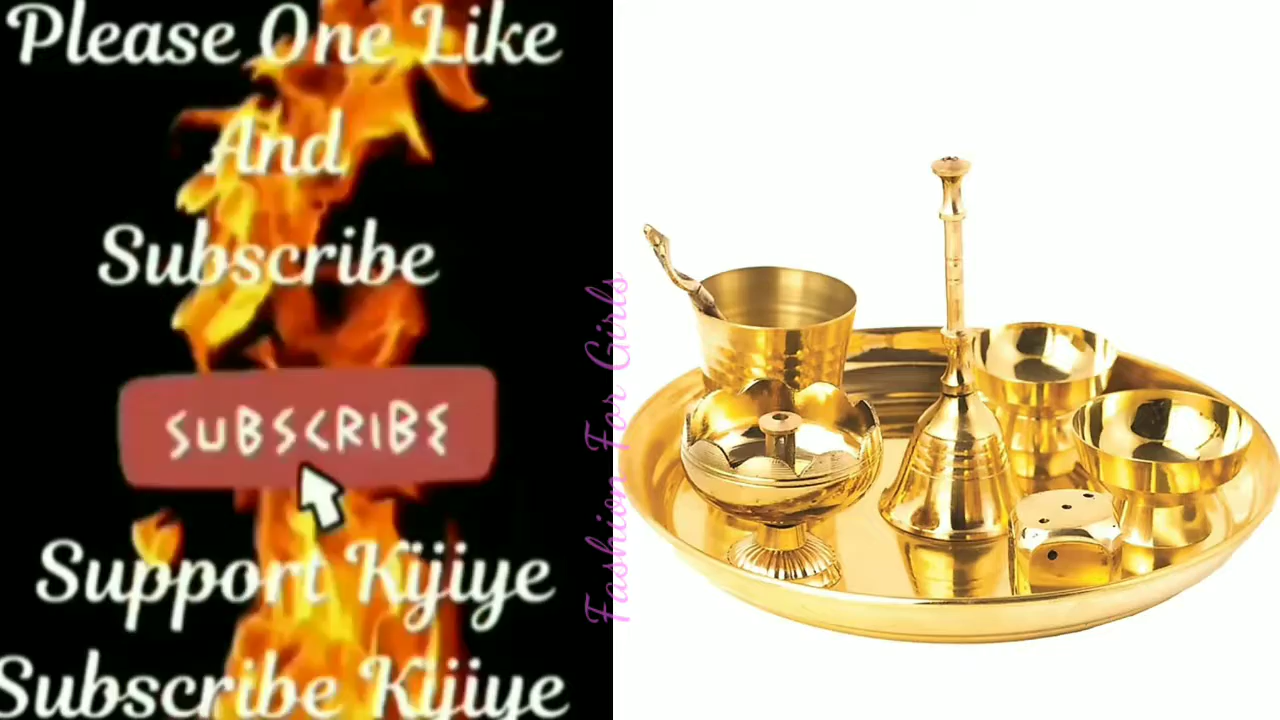 Please One Like
And
Subscribe
SUBSCRIBE
Support Kijiye
Subscribe Kijiye
Fashion For Girls